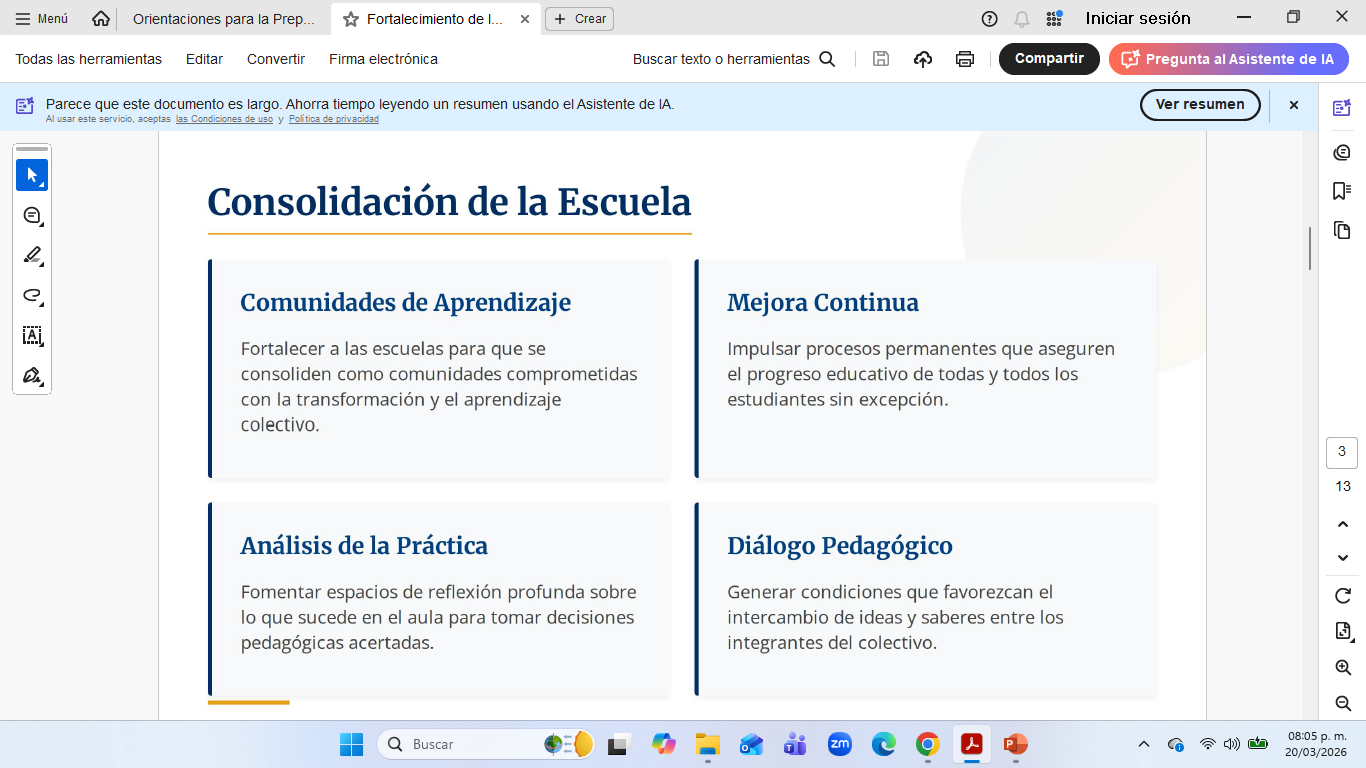 Menú
Orientaciones para la Prep...
Fortalecimiento de l...
Crear
Iniciar sesión
Todas las herramientas
Editar
Convertir
Firma electrónica
Buscar texto o herramientas
Compartir
Pregunta al Asistente de IA
Parece que este documento es largo. Ahorra tiempo leyendo un resumen usando el Asistente de IA.
Al usar este servicio, aceptas las Condiciones de uso y Política de privacidad
Ver resumen
Consolidación de la Escuela
Comunidades de Aprendizaje
Fortalecer a las escuelas para que se
consoliden como comunidades comprometidas
con la transformación y el aprendizaje
colectivo.
Mejora Continua
Impulsar procesos permanentes que aseguren
el progreso educativo de todas y todos los
estudiantes sin excepción.
Análisis de la Práctica
Fomentar espacios de reflexión profunda sobre
lo que sucede en el aula para tomar decisiones
pedagógicas acertadas.
Diálogo Pedagógico
Generar condiciones que favorezcan el
intercambio de ideas y saberes entre los
integrantes del colectivo.
3
13
Buscar
zm
08:05 p. m.
20/03/2026